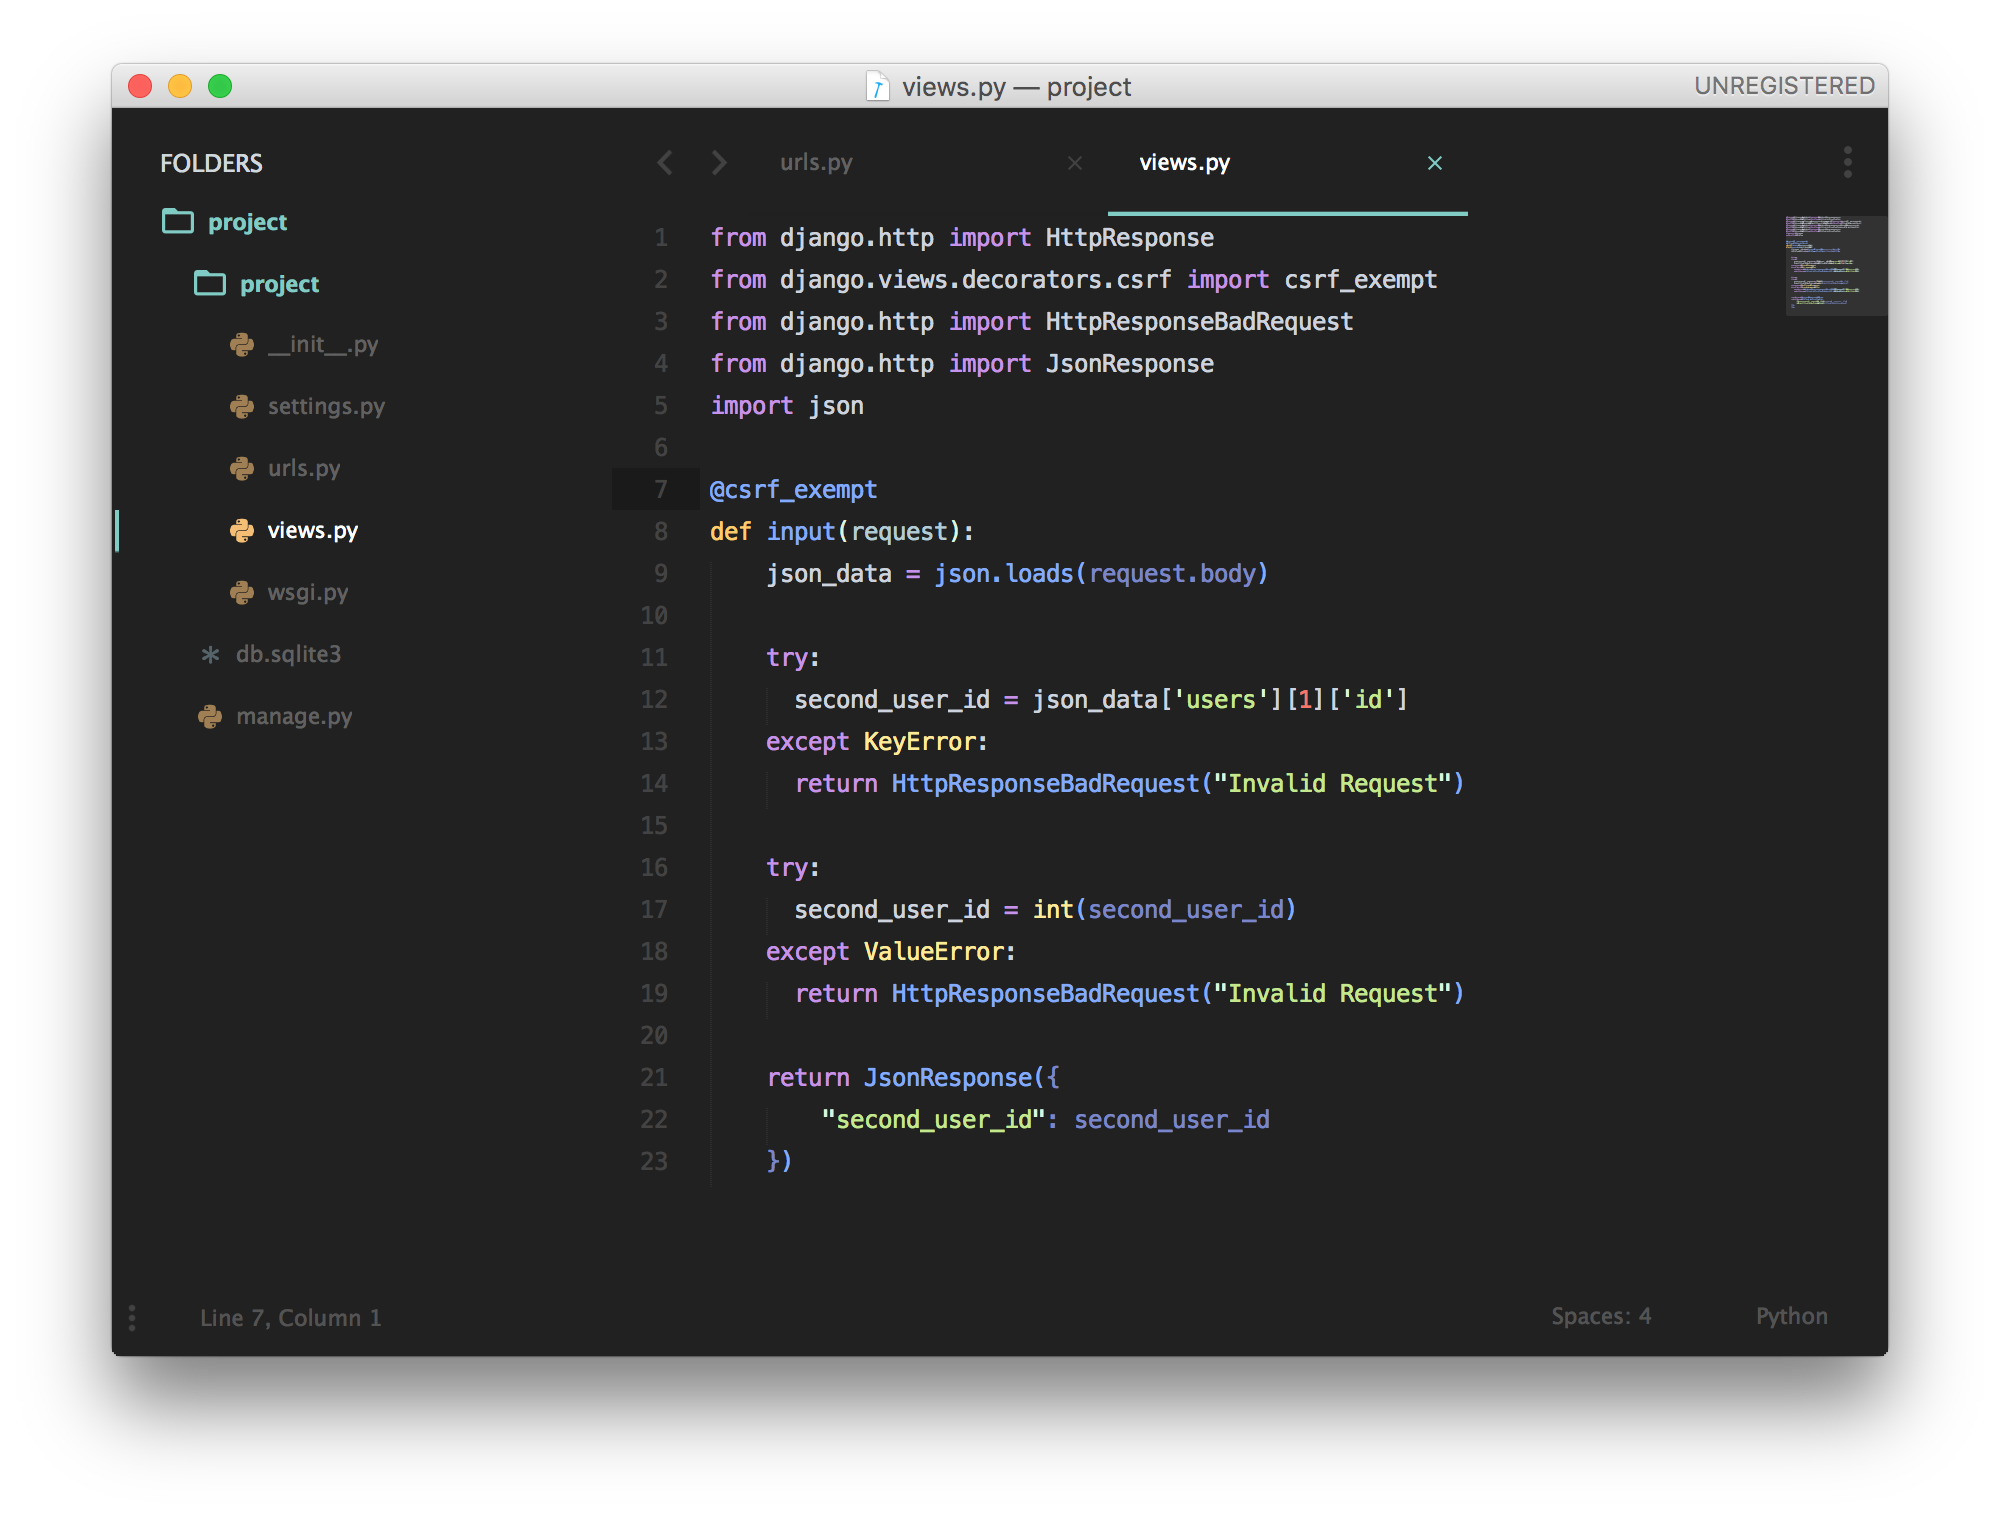 views.py — project
UNREGISTERED
FOLDERS
project
project
__init__.py
settings.py
urls.py
views.py
wsgi.py
db.sqlite3
manage.py
urls.py
views.py
1 from django.http import HttpResponse
2 from django.views.decorators.csrf import csrf_exempt
3 from django.http import HttpResponseBadRequest
4 from django.http import JsonResponse
5 import json
6
7 @csrf_exempt
8 def input(request):
9     json_data = json.loads(request.body)
10
11     try:
12       second_user_id = json_data['users'][1]['id']
13     except KeyError:
14       return HttpResponseBadRequest("Invalid Request")
15
16     try:
17       second_user_id = int(second_user_id)
18     except ValueError:
19       return HttpResponseBadRequest("Invalid Request")
20
21     return JsonResponse({
22         "second_user_id": second_user_id
23     })
Line 7, Column 1
Spaces: 4
Python